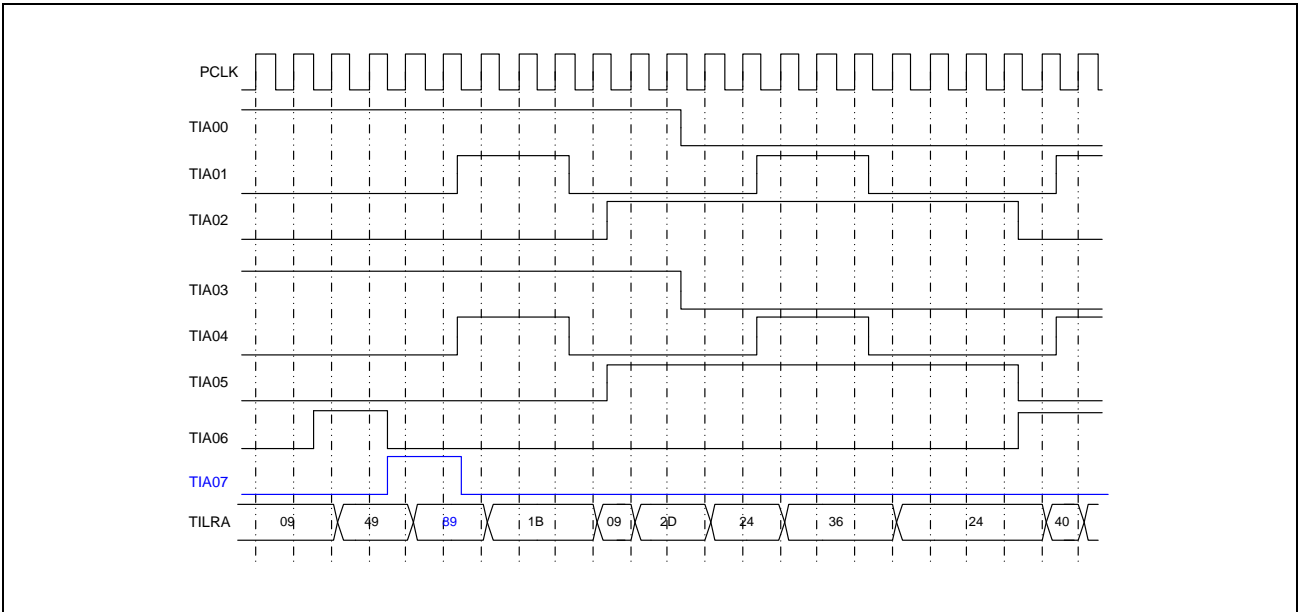 PCLK
TIA00
TIA01
TIA02
TIA03
TIA04
TIA05
TIA06
TIA07
TILRA 09 49 89 1B 09 2D 24 36 24 40